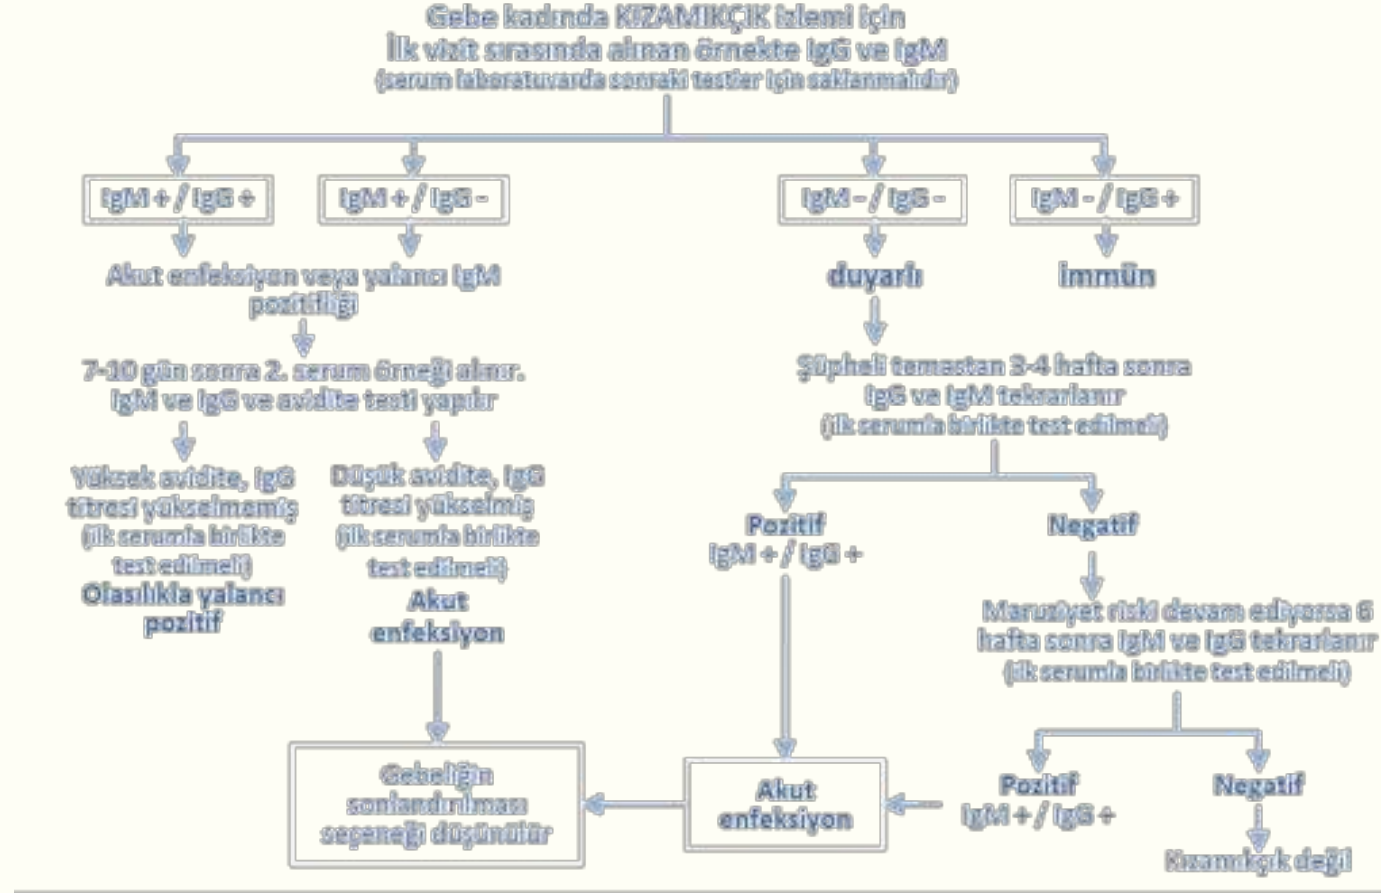 Gebe kadında KIZAMIKÇIK izlemi için
İlk vizit sırasında alınan örnekte IgG ve IgM
(serum laboratuvarda sonraki testler için saklanmalıdır)
IgM + / IgG +
IgM + / IgG -
IgM - / IgG -
IgM - / IgG +
Akut enfeksiyon veya yalancı IgM
pozitifliği
duyarlı
immün
7-10 gün sonra 2. serum örneği alınır.
IgM ve IgG ve avidite testi yapılır
Şüpheli temastan 3-4 hafta sonra
IgG ve IgM tekrarlanır
(ilk serumla birlikte test edilmeli)
Yüksek avidite, IgG
titresi yükselmemiş
(ilk serumla birlikte
test edilmeli)
Olasılıkla yalancı
pozitif
Düşük avidite, IgG
titresi yükselmiş
(ilk serumla birlikte
test edilmeli)
Akut
enfeksiyon
Pozitif
IgM + / IgG +
Negatif
Maruziyet riski devam ediyorsa 6
hafta sonra IgM ve IgG tekrarlanır
(ilk serumla birlikte test edilmeli)
Gebeliğin
sonlandırılması
seçeneği düşünülür
Akut
enfeksiyon
Pozitif
IgM + / IgG +
Negatif
Kızamıkçık değil